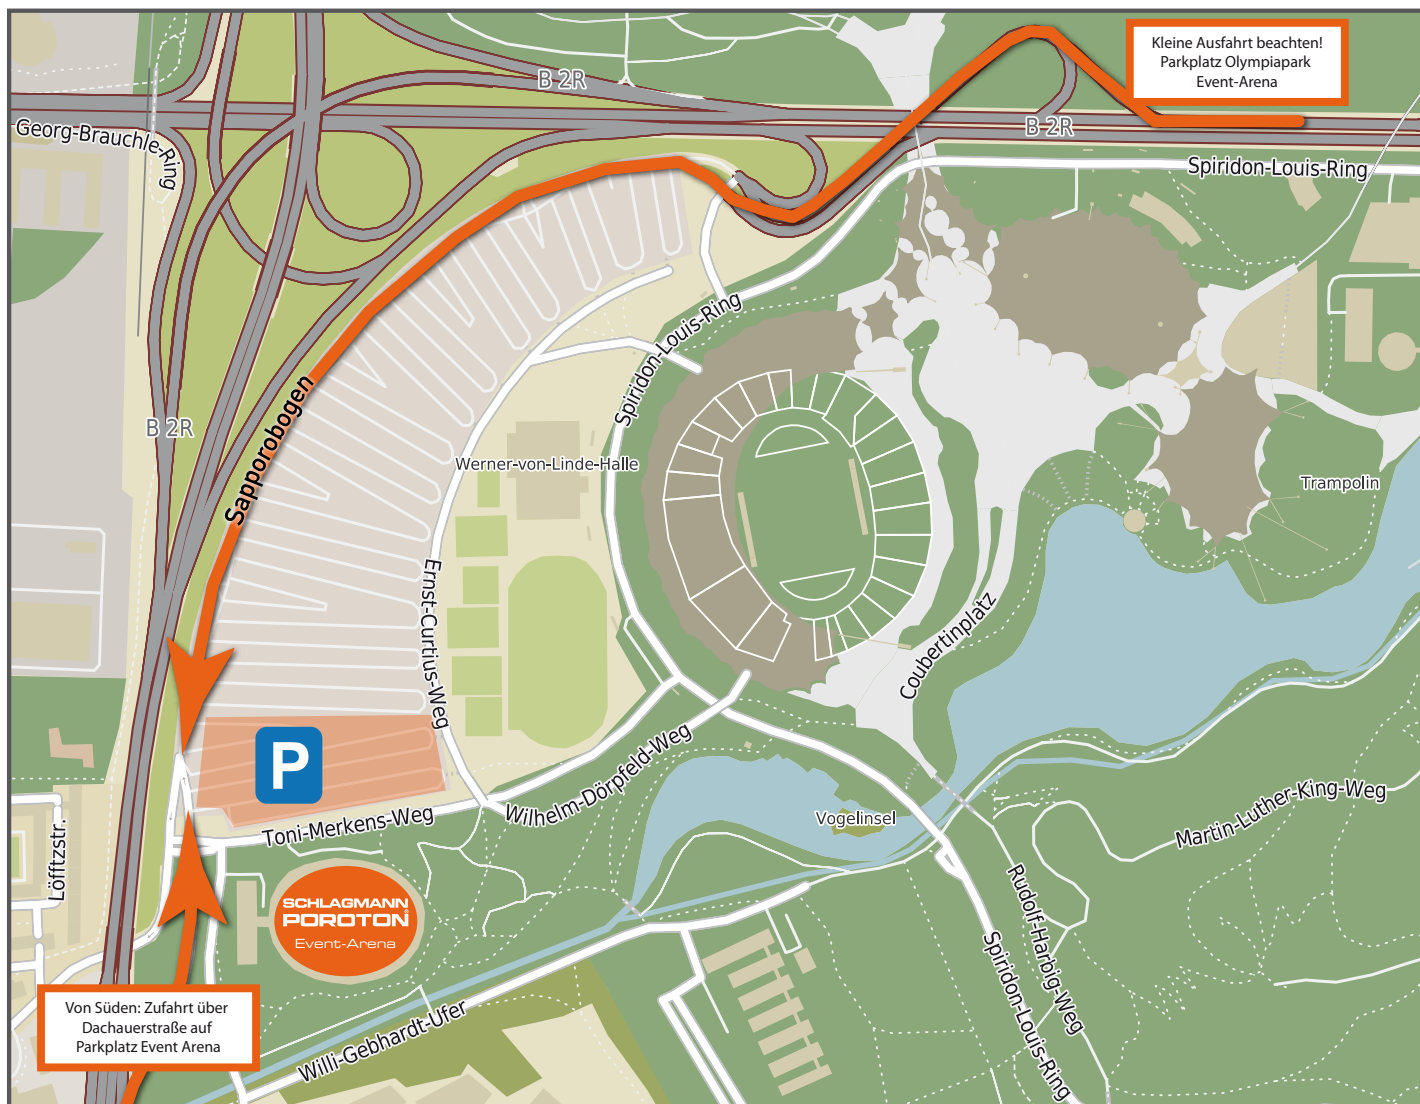 Kleine Ausfahrt beachten!
Parkplatz Olympiapark
Event-Arena
B 2R
B 2R
Georg-Brauchle-Ring
Spiridon-Louis-Ring
Spiridon-Louis-Ring
Sapporobogen
B 2R
Werner-von-Linde-Halle
Trampolin
Ernst-Curtius-Weg
Coubertinplatz
P
Wilhelm-Dörpfeld-Weg
Toni-Merkens-Weg
Vogelinsel
Martin-Luther-King-Weg
Löfftzstr.
SCHLAGMANN
POROTON
Event-Arena
Rudolf-Harbig-Weg
Spiridon-Louis-Ring
Von Süden: Zufahrt über
Dachauerstraße auf
Parkplatz Event Arena
Willi-Gebhardt-Ufer